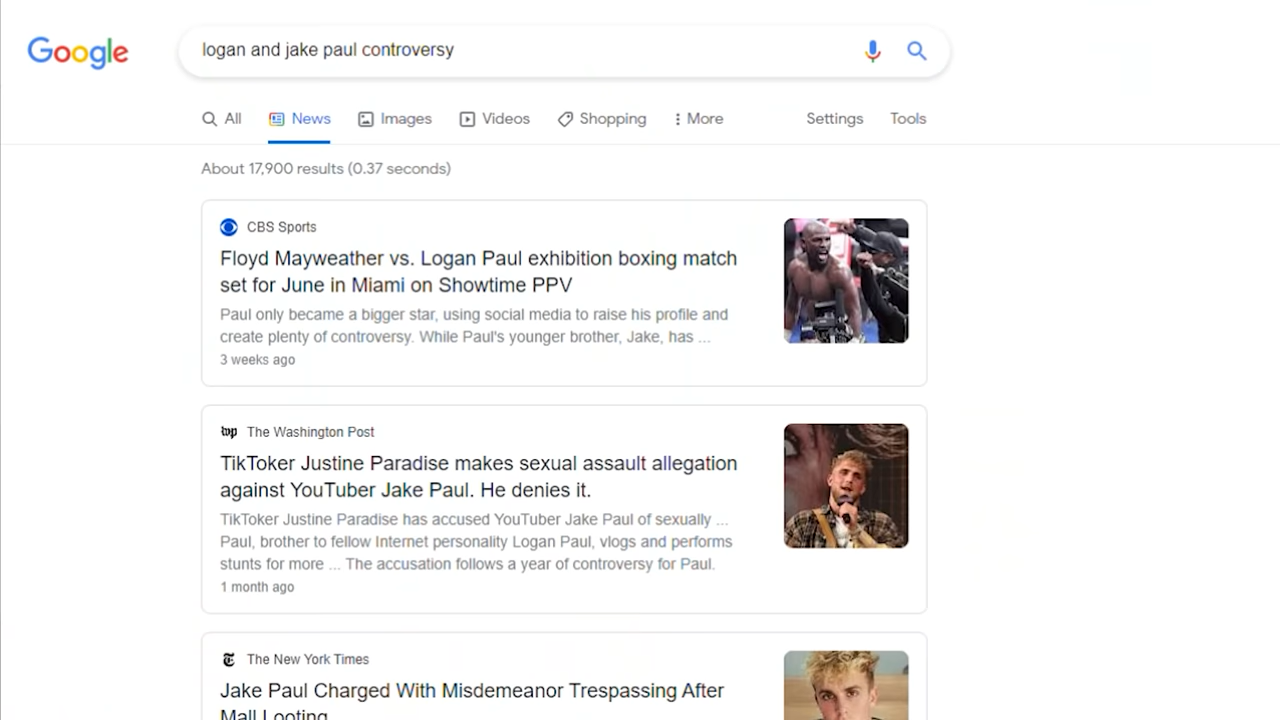 Google
logan and jake paul controversy
All
News
Images
Videos
Shopping
More
Settings
Tools
About 17,900 results (0.37 seconds)
CBS Sports
Floyd Mayweather vs. Logan Paul exhibition boxing match
set for June in Miami on Showtime PPV
Paul only became a bigger star, using social media to raise his profile and
create plenty of controversy. While Paul's younger brother, Jake, has ...
3 weeks ago
wp The Washington Post
TikToker Justine Paradise makes sexual assault allegation
against YouTuber Jake Paul. He denies it.
TikToker Justine Paradise has accused YouTuber Jake Paul of sexually ...
Paul, brother to fellow Internet personality Logan Paul, vlogs and performs
stunts for more ... The accusation follows a year of controversy for Paul.
1 month ago
T The New York Times
Jake Paul Charged With Misdemeanor Trespassing After
Mall Looting